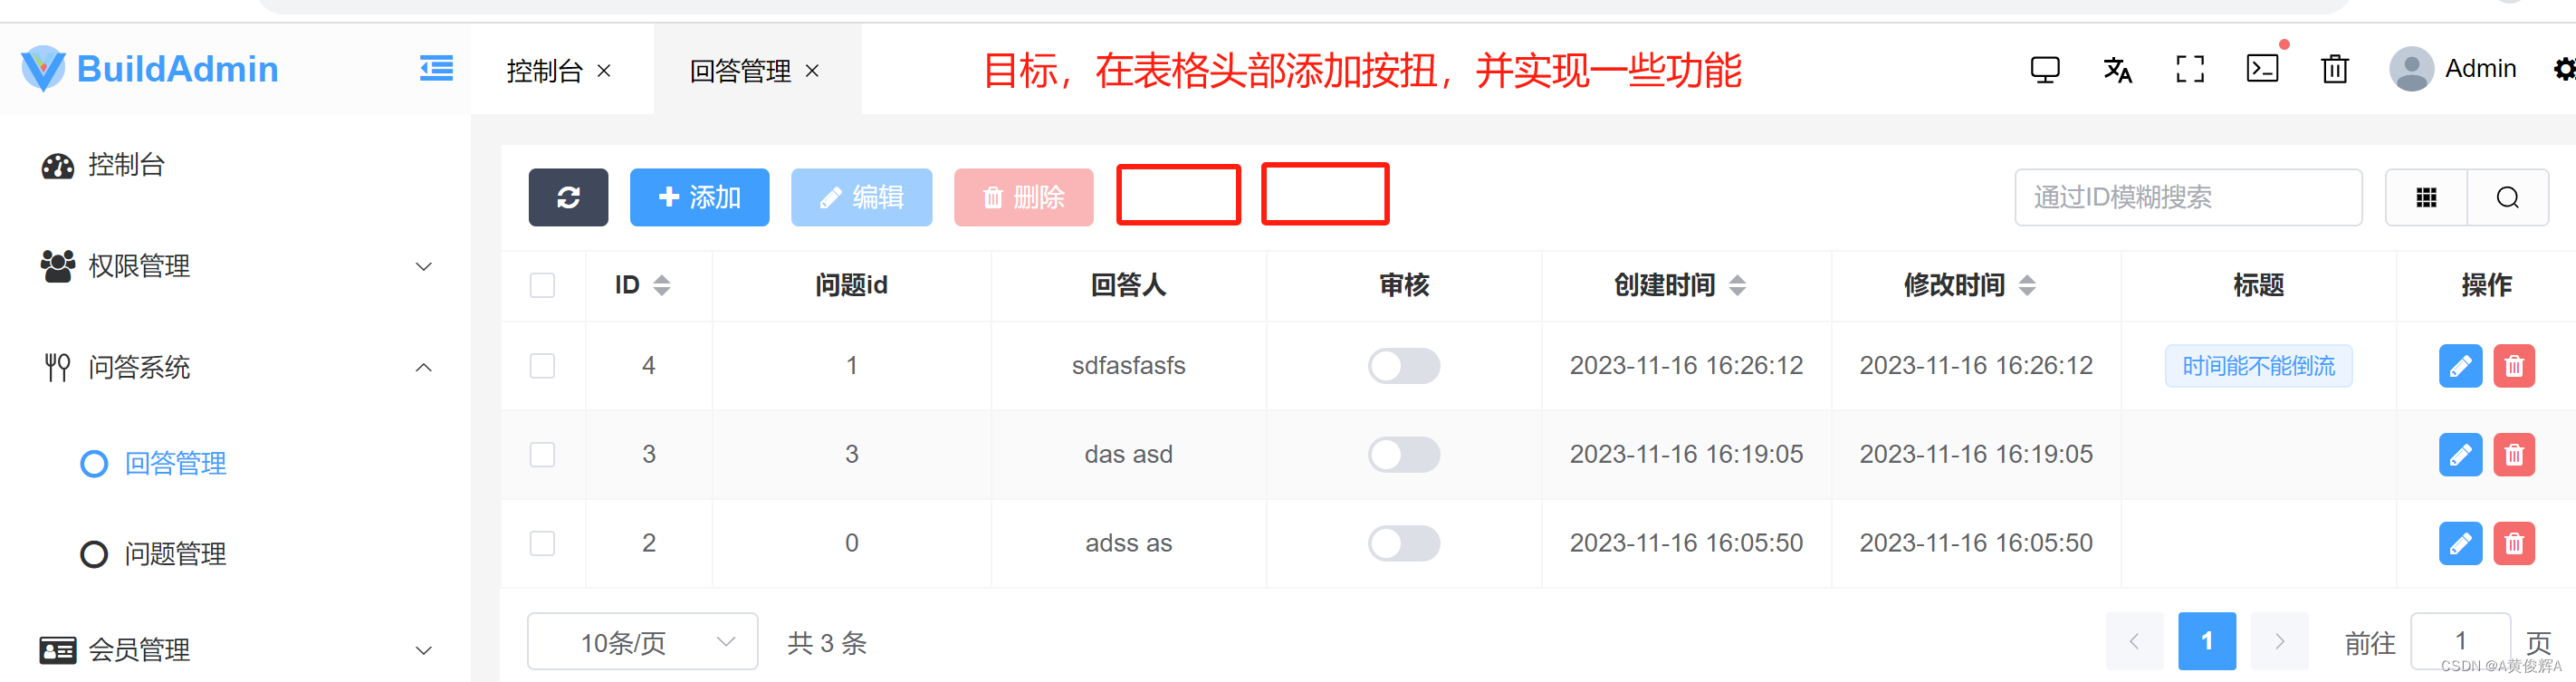 BuildAdmin
控制台 ×
回答管理 ×
目标，在表格头部添加按扭，并实现一些功能
Admin
控制台
权限管理
问答系统
回答管理
问题管理
会员管理
添加
编辑
删除
通过ID模糊搜索
ID 问题id 回答人 审核 创建时间 修改时间 标题 操作
4 1 sdfasfasfs 2023-11-16 16:26:12 2023-11-16 16:26:12 时间能不能倒流
3 3 das asd 2023-11-16 16:19:05 2023-11-16 16:19:05
2 0 adss as 2023-11-16 16:05:50 2023-11-16 16:05:50
10条/页 共 3 条 1 前往 1 页
CSDN @A黄俊辉A